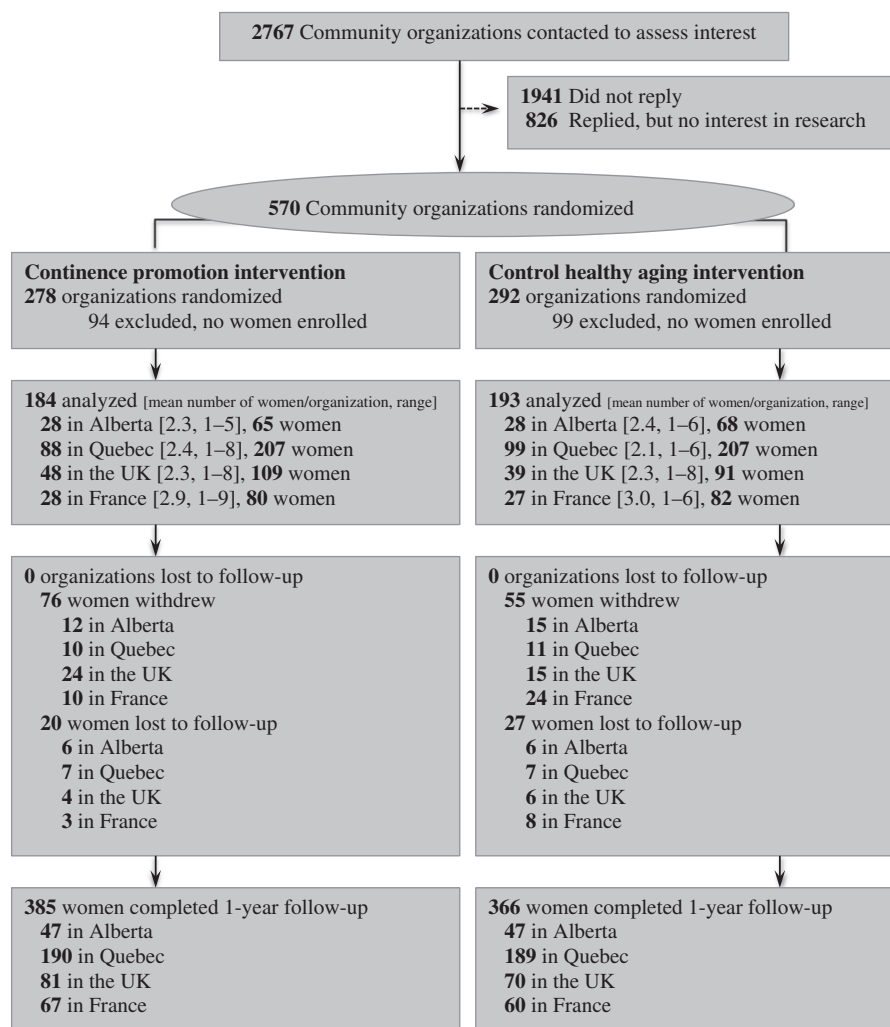 2767 Community organizations contacted to assess interest
1941 Did not reply
826 Replied, but no interest in research
570 Community organizations randomized
Continence promotion intervention
278 organizations randomized
94 excluded, no women enrolled
Control healthy aging intervention
292 organizations randomized
99 excluded, no women enrolled
184 analyzed [mean number of women/organization, range]
28 in Alberta [2.3, 1–5], 65 women
88 in Quebec [2.4, 1–8], 207 women
48 in the UK [2.3, 1–8], 109 women
28 in France [2.9, 1–9], 80 women
193 analyzed [mean number of women/organization, range]
28 in Alberta [2.4, 1–6], 68 women
99 in Quebec [2.1, 1–6], 207 women
39 in the UK [2.3, 1–8], 91 women
27 in France [3.0, 1–6], 82 women
0 organizations lost to follow-up
76 women withdrew
12 in Alberta
10 in Quebec
24 in the UK
10 in France
20 women lost to follow-up
6 in Alberta
7 in Quebec
4 in the UK
3 in France
0 organizations lost to follow-up
55 women withdrew
15 in Alberta
11 in Quebec
15 in the UK
24 in France
27 women lost to follow-up
6 in Alberta
7 in Quebec
6 in the UK
8 in France
385 women completed 1-year follow-up
47 in Alberta
190 in Quebec
81 in the UK
67 in France
366 women completed 1-year follow-up
47 in Alberta
189 in Quebec
70 in the UK
60 in France